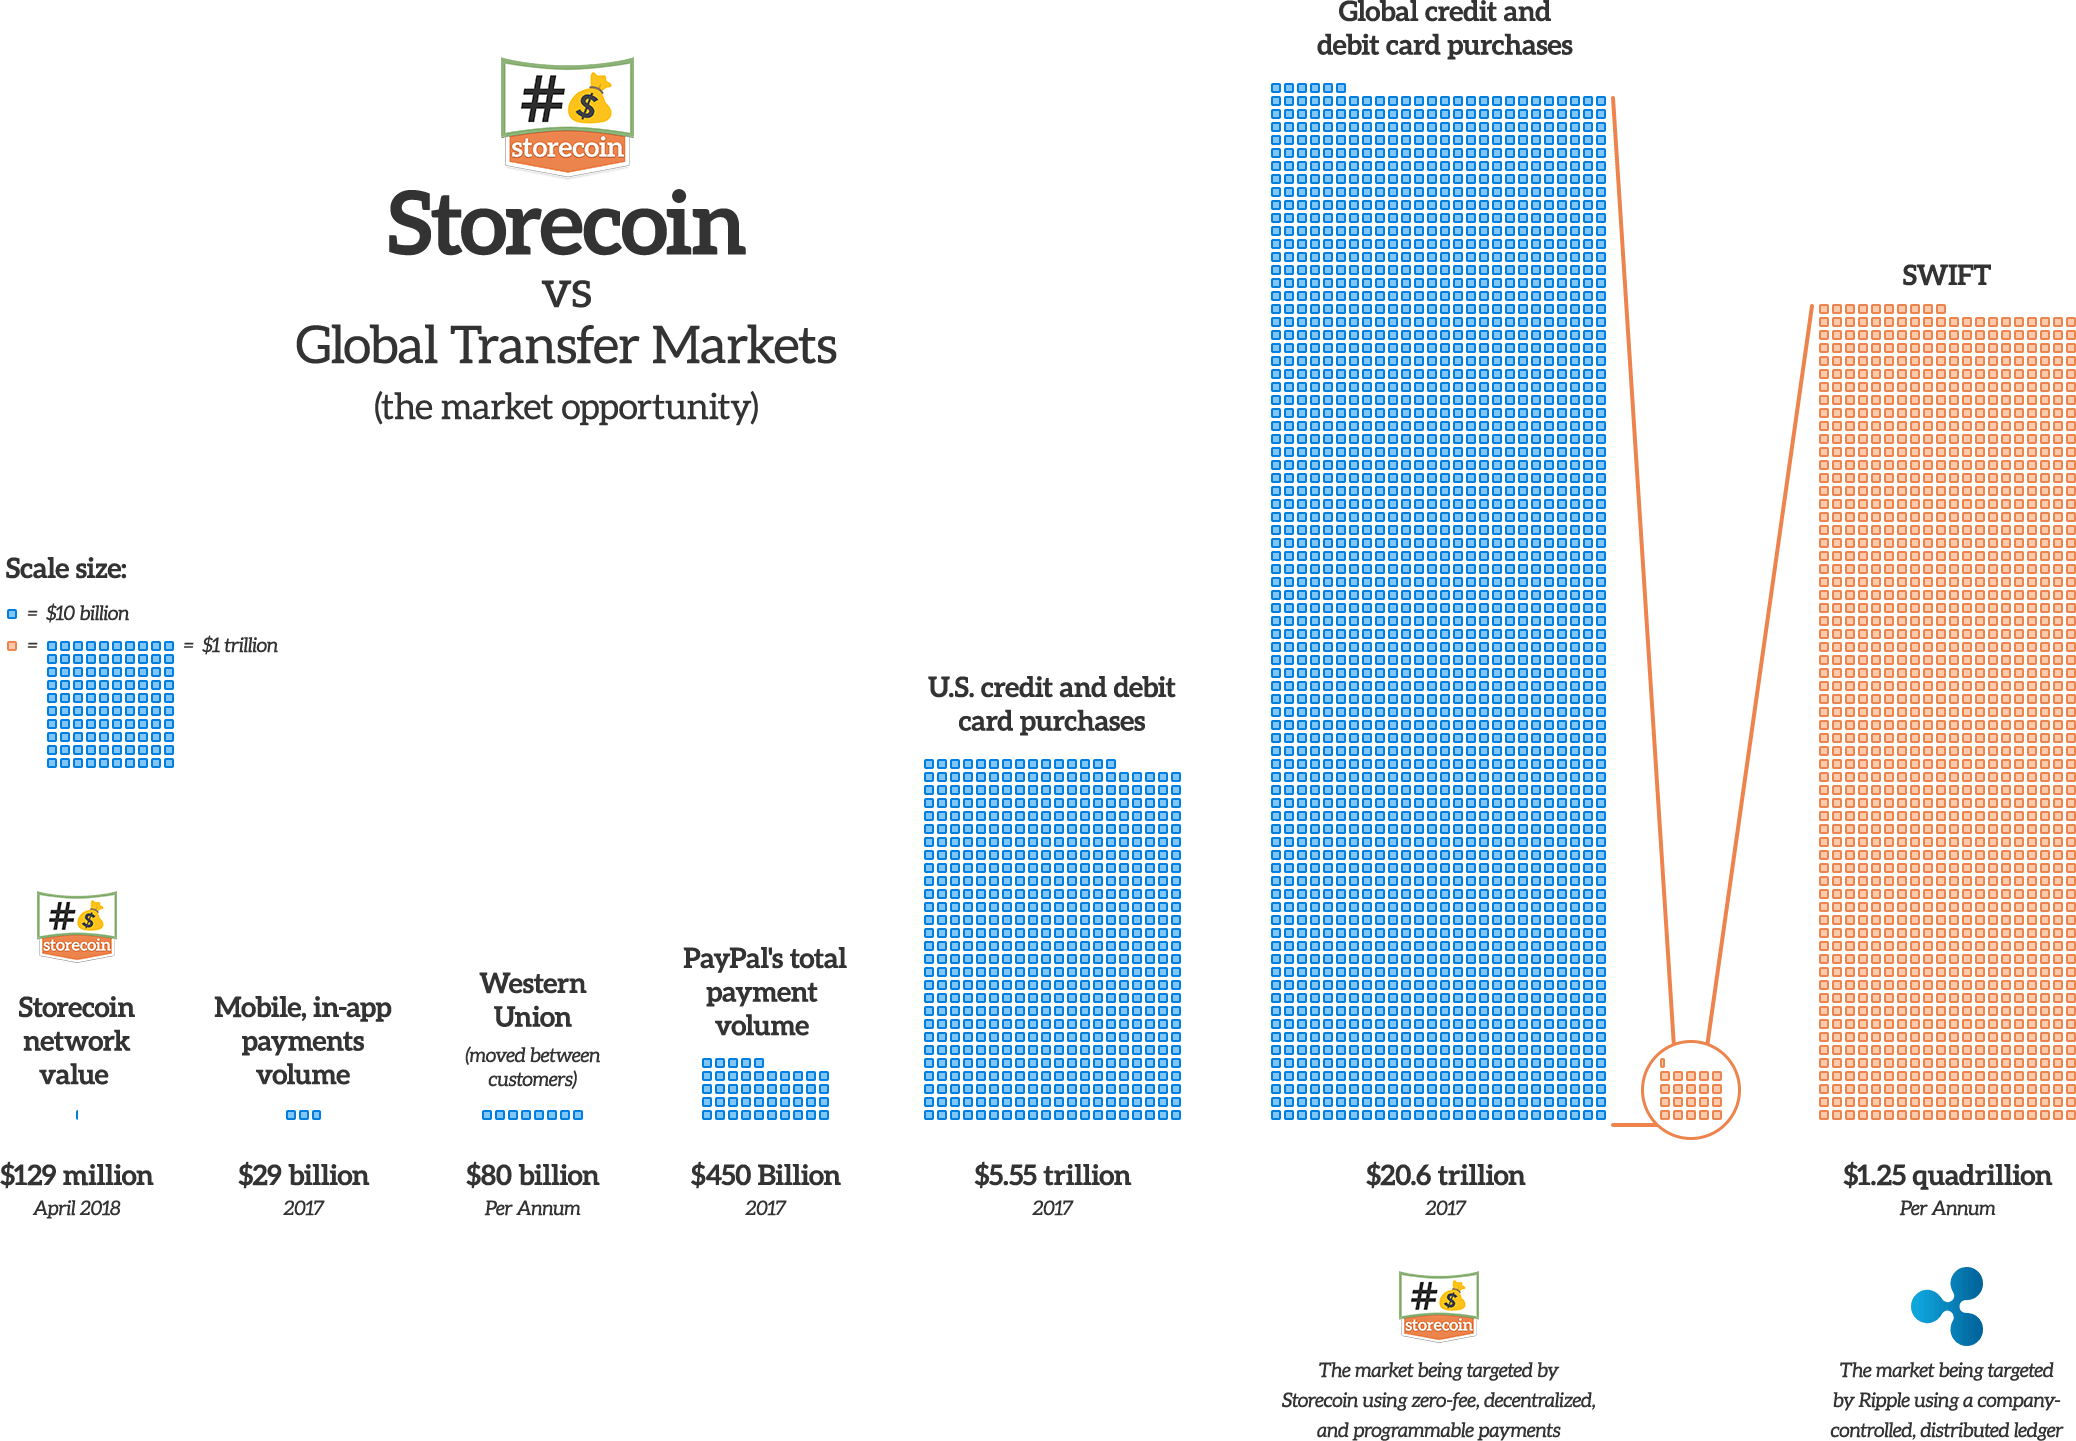 #$
storecoin
Storecoin
vs
Global Transfer Markets
(the market opportunity)
Scale size:
= $10 billion
= = $1 trillion
#$
storecoin
Storecoin
network
value
$129 million
April 2018
Mobile, in-app
payments
volume
$29 billion
2017
Western
Union
(moved between
customers)
$80 billion
Per Annum
PayPal's total
payment
volume
$450 Billion
2017
U.S. credit and debit
card purchases
$5.55 trillion
2017
Global credit and
debit card purchases
$20.6 trillion
2017
#$
storecoin
The market being targeted by
Storecoin using zero-fee, decentralized,
and programmable payments
SWIFT
$1.25 quadrillion
Per Annum
The market being targeted
by Ripple using a company-
controlled, distributed ledger